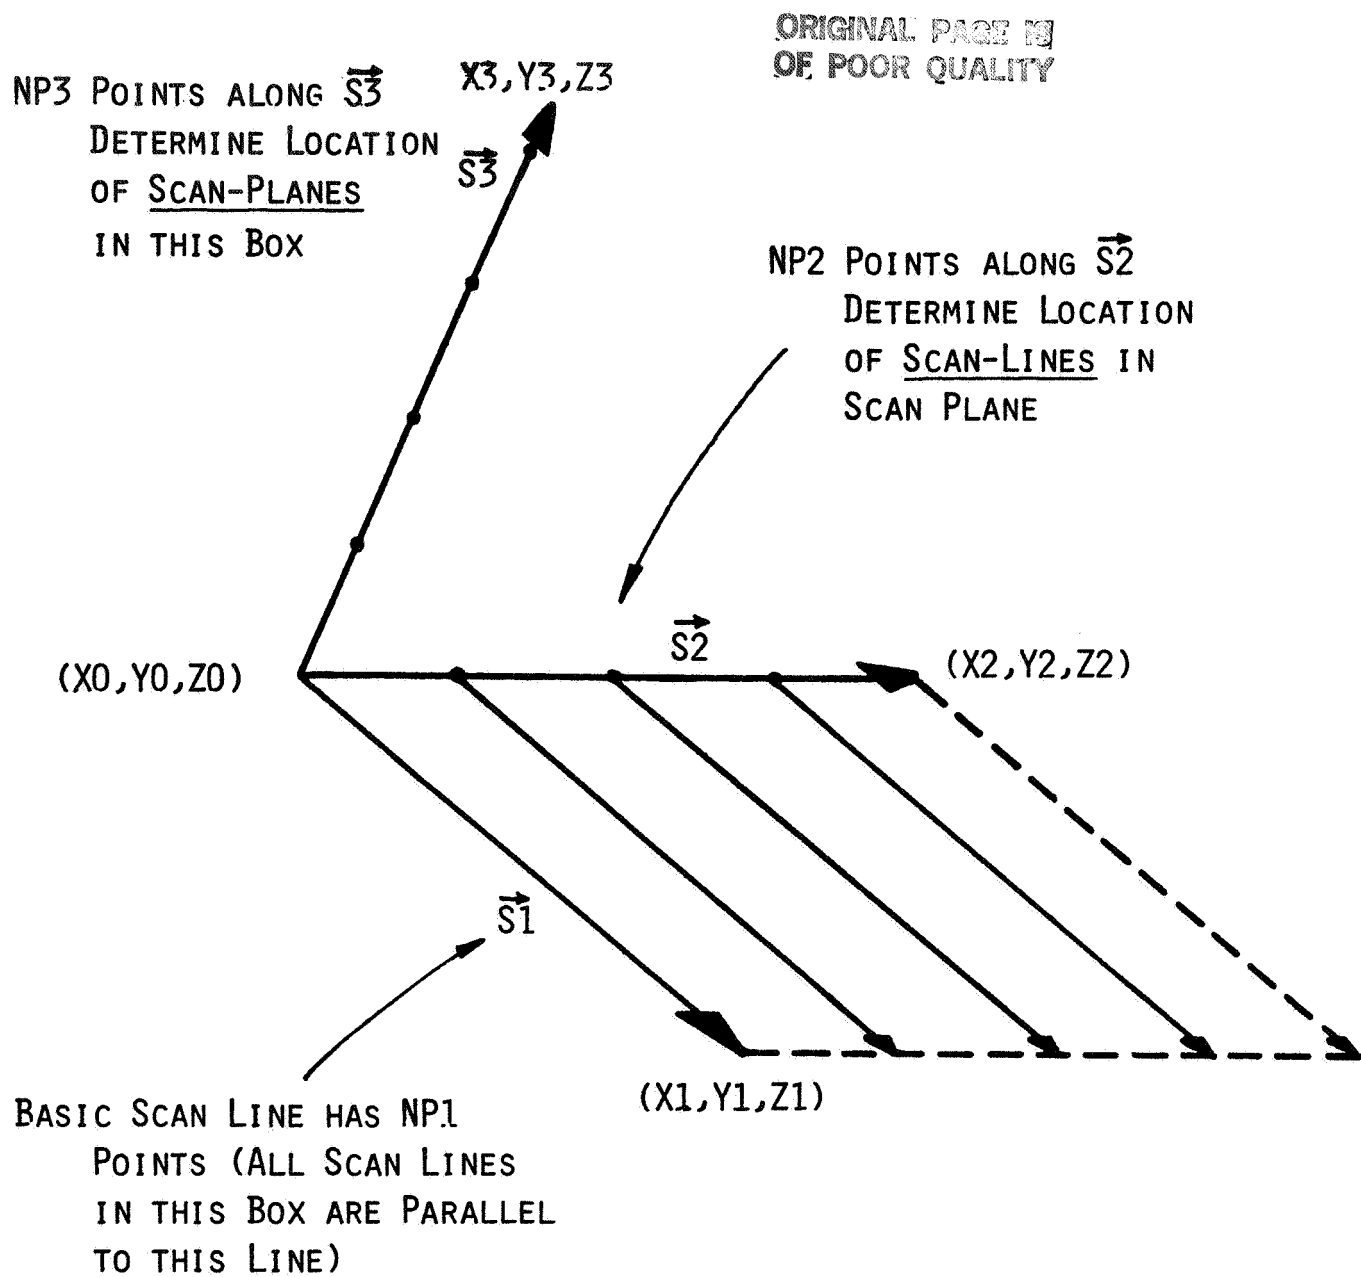 ORIGINAL PAGE IS
OF POOR QUALITY
NP3 POINTS ALONG S3
DETERMINE LOCATION
OF SCAN-PLANES
IN THIS BOX
X3,Y3,Z3
S3
NP2 POINTS ALONG S2
DETERMINE LOCATION
OF SCAN-LINES IN
SCAN PLANE
S2
(X0,Y0,Z0)
(X2,Y2,Z2)
S1
(X1,Y1,Z1)
BASIC SCAN LINE HAS NP1
POINTS (ALL SCAN LINES
IN THIS BOX ARE PARALLEL
TO THIS LINE)